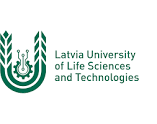 Latvia University
of Life Sciences
and Technologies